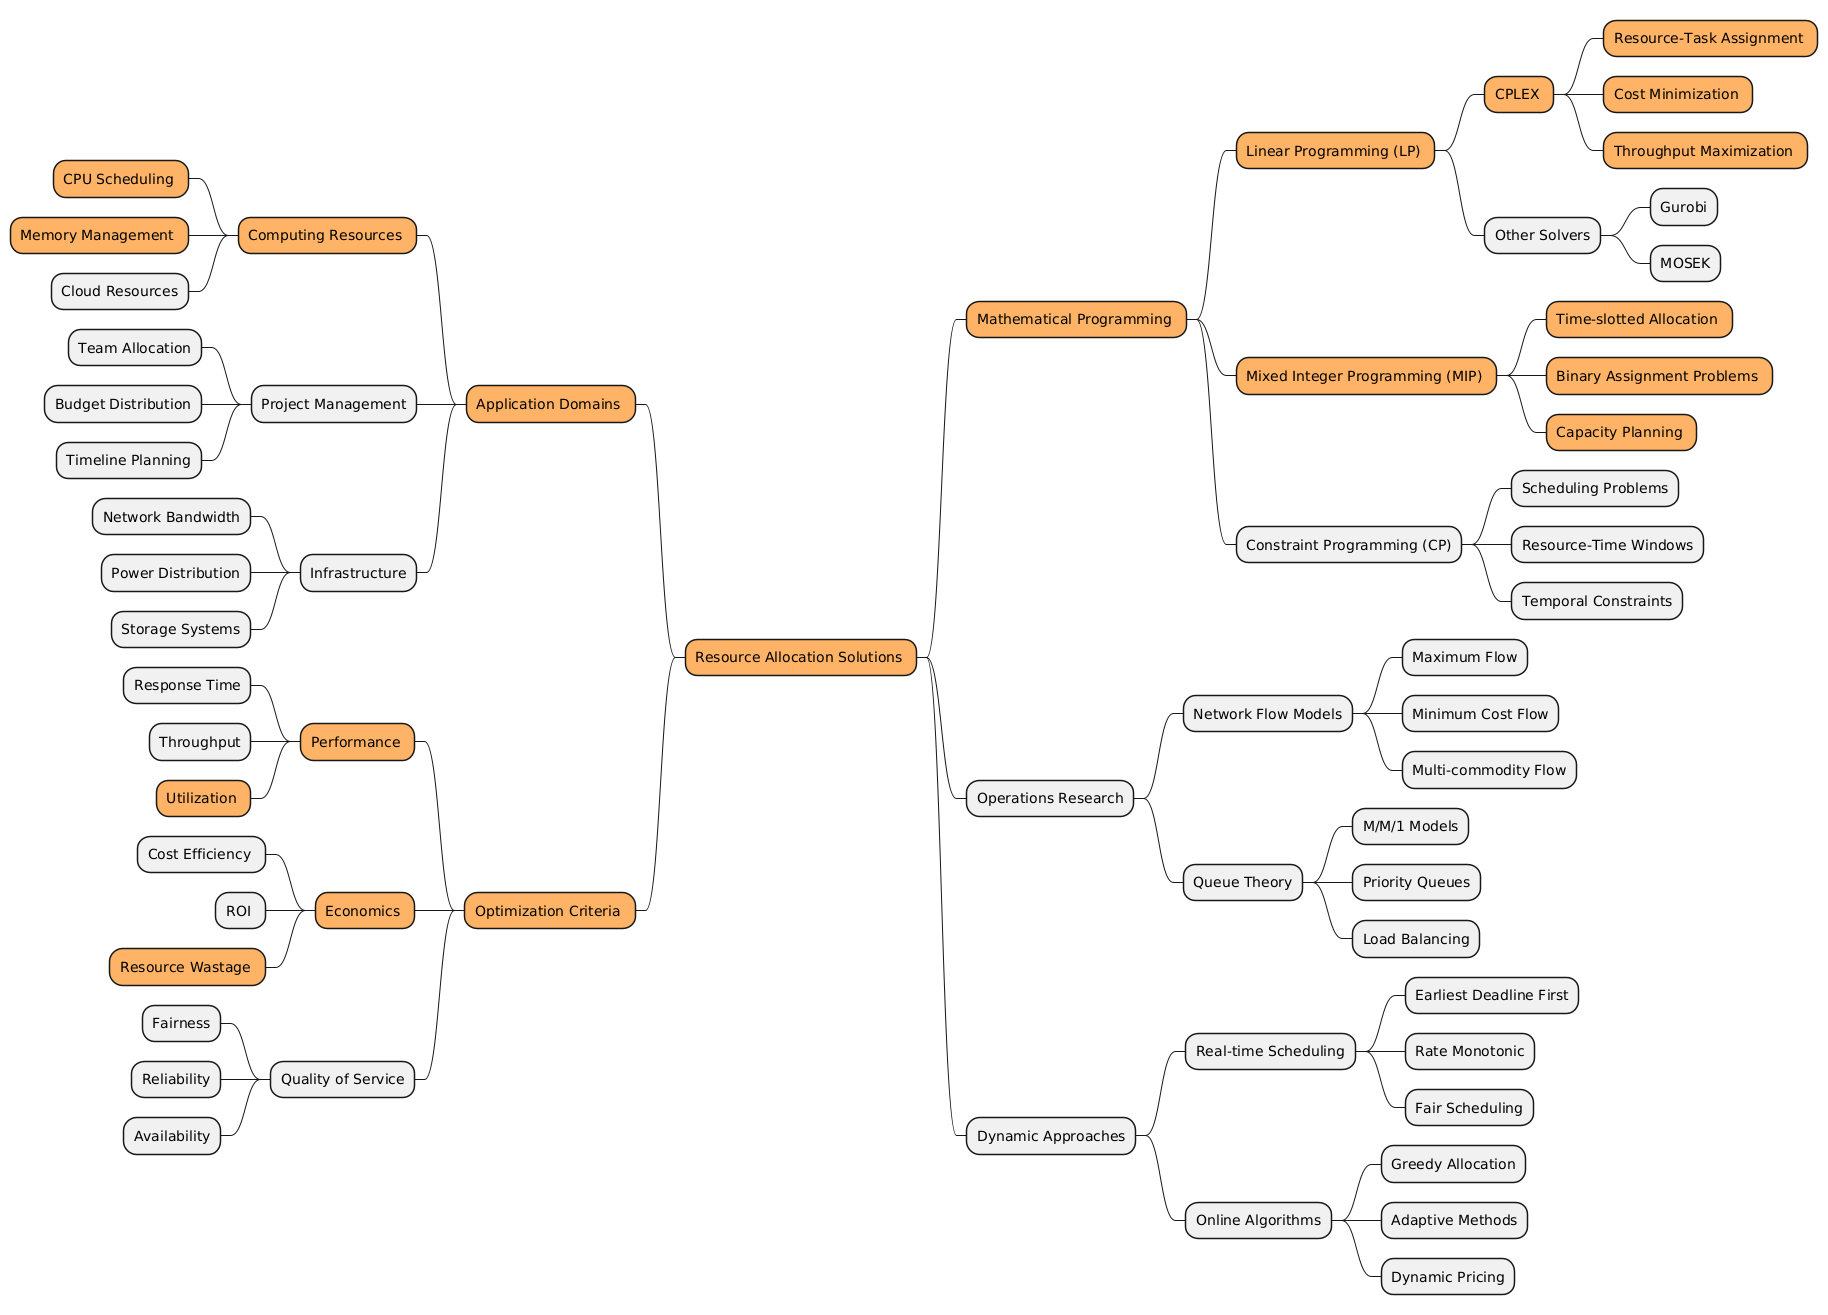 Resource Allocation Solutions
Mathematical Programming
Linear Programming (LP)
CPLEX
Resource-Task Assignment
Cost Minimization
Throughput Maximization
Other Solvers
Gurobi
MOSEK
Mixed Integer Programming (MIP)
Time-slotted Allocation
Binary Assignment Problems
Capacity Planning
Constraint Programming (CP)
Scheduling Problems
Resource-Time Windows
Temporal Constraints
Operations Research
Network Flow Models
Maximum Flow
Minimum Cost Flow
Multi-commodity Flow
Queue Theory
M/M/1 Models
Priority Queues
Load Balancing
Dynamic Approaches
Real-time Scheduling
Earliest Deadline First
Rate Monotonic
Fair Scheduling
Online Algorithms
Greedy Allocation
Adaptive Methods
Dynamic Pricing
Application Domains
Computing Resources
CPU Scheduling
Memory Management
Cloud Resources
Project Management
Team Allocation
Budget Distribution
Timeline Planning
Infrastructure
Network Bandwidth
Power Distribution
Storage Systems
Optimization Criteria
Performance
Response Time
Throughput
Utilization
Economics
Cost Efficiency
ROI
Resource Wastage
Quality of Service
Fairness
Reliability
Availability